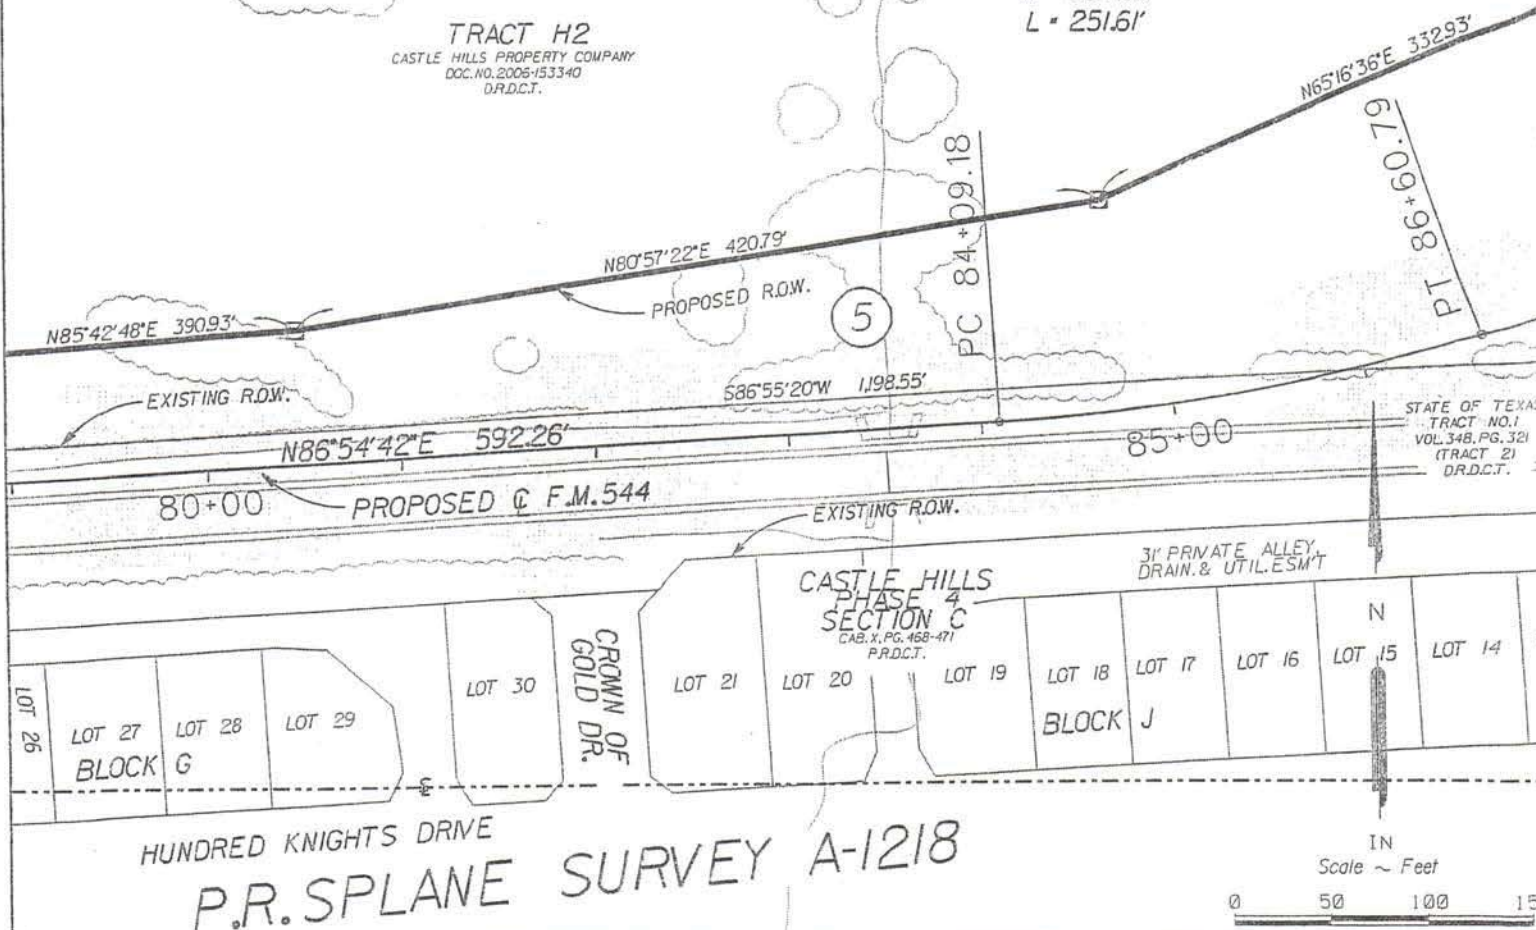 TRACT H2
CASTLE HILLS PROPERTY COMPANY
DOC.NO.2006-153340
D.R.D.C.T.
L = 251.61'
N65°16'36"E 332.93'
PC 84+09.18
PT 86+60.79
N80°57'22"E 420.79'
PROPOSED R.O.W.
5
N85°42'48"E 390.93'
EXISTING R.O.W.
S86°55'20"W 1,198.55'
N86°54'42"E 592.26'
80+00
PROPOSED ℄ F.M.544
85+00
STATE OF TEXAS
TRACT NO.1
VOL.348,PG.321
(TRACT 2)
D.R.D.C.T.
EXISTING R.O.W.
31' PRIVATE ALLEY,
DRAIN.& UTIL.ESM'T
CASTLE HILLS
PHASE 4
SECTION C
CAB.X,PG.468-471
P.R.D.C.T.
CROWN OF
GOLD DR.
LOT 26
LOT 27
LOT 28
LOT 29
BLOCK G
LOT 30
LOT 21
LOT 20
LOT 19
LOT 18
LOT 17
LOT 16
LOT 15
LOT 14
BLOCK J
N
℄
HUNDRED KNIGHTS DRIVE
P.R.SPLANE SURVEY A-1218
IN
Scale ~ Feet
0 50 100